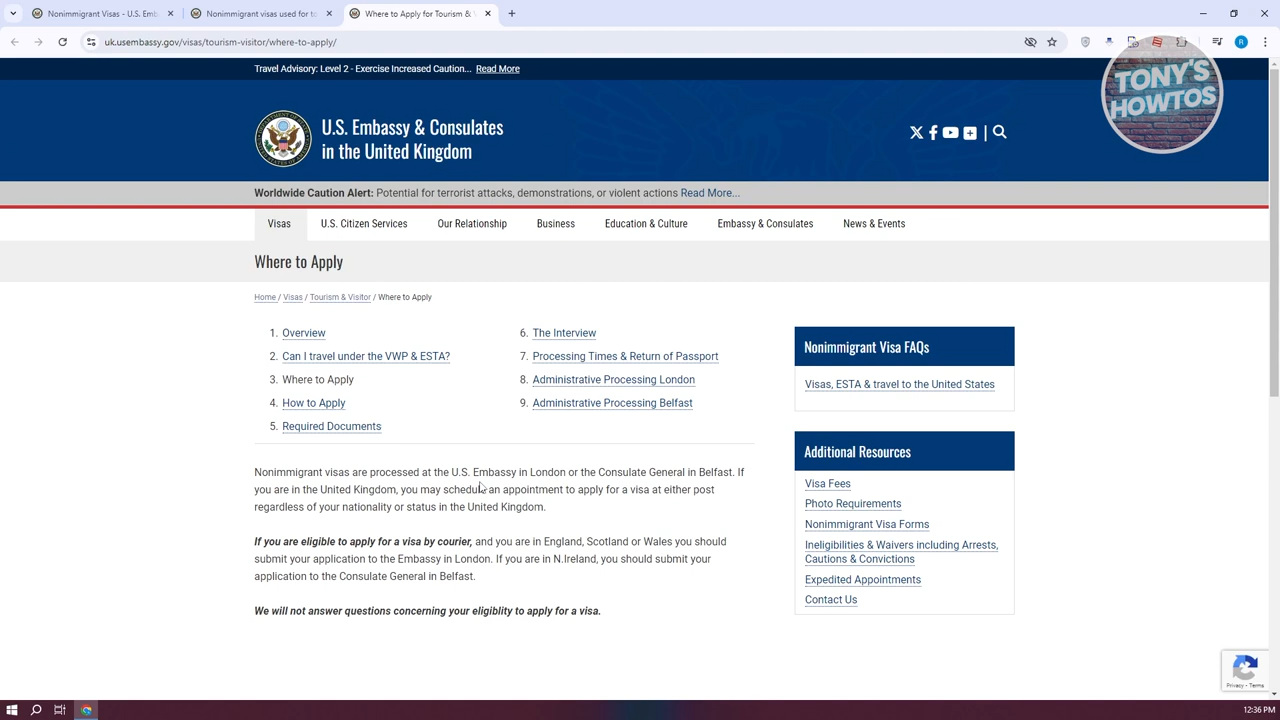 Nonimmigrant Visas - U.S. Emb
Nonimmigrant visas used for to
Where to Apply for Tourism & V
uk.usembassy.gov/visas/tourism-visitor/where-to-apply/
R
TONY'S
HOWTOS
Travel Advisory: Level 2 - Exercise Increased Caution... Read More
U.S. Embassy & Consulates
in the United Kingdom
Worldwide Caution Alert: Potential for terrorist attacks, demonstrations, or violent actions Read More...
Visas U.S. Citizen Services Our Relationship Business Education & Culture Embassy & Consulates News & Events
Where to Apply
Home / Visas / Tourism & Visitor / Where to Apply
1. Overview
2. Can I travel under the VWP & ESTA?
3. Where to Apply
4. How to Apply
5. Required Documents
6. The Interview
7. Processing Times & Return of Passport
8. Administrative Processing London
9. Administrative Processing Belfast
Nonimmigrant visas are processed at the U.S. Embassy in London or the Consulate General in Belfast. If
you are in the United Kingdom, you may schedule an appointment to apply for a visa at either post
regardless of your nationality or status in the United Kingdom.
If you are eligible to apply for a visa by courier, and you are in England, Scotland or Wales you should
submit your application to the Embassy in London. If you are in N.Ireland, you should submit your
application to the Consulate General in Belfast.
We will not answer questions concerning your eligiblity to apply for a visa.
Nonimmigrant Visa FAQs
Visas, ESTA & travel to the United States
Additional Resources
Visa Fees
Photo Requirements
Nonimmigrant Visa Forms
Ineligibilities & Waivers including Arrests,
Cautions & Convictions
Expedited Appointments
Contact Us
Privacy - Terms
12:36 PM